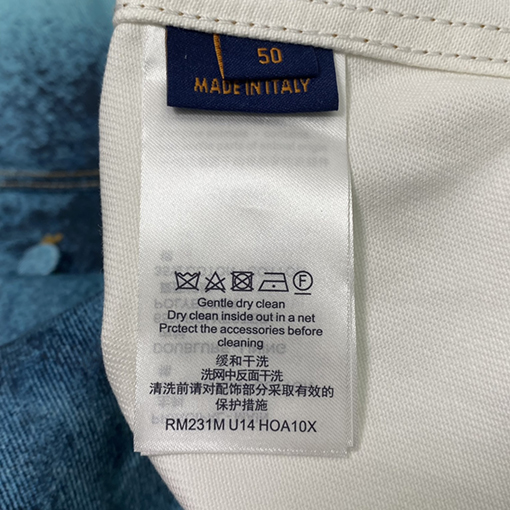 50
MADE IN ITALY
Gentle dry clean
Dry clean inside out in a net
Prctect the accessories before
cleaning
缓和干洗
洗网中反面干洗
清洗前请对配饰部分采取有效的
保护措施
RM231M U14 HOA10X